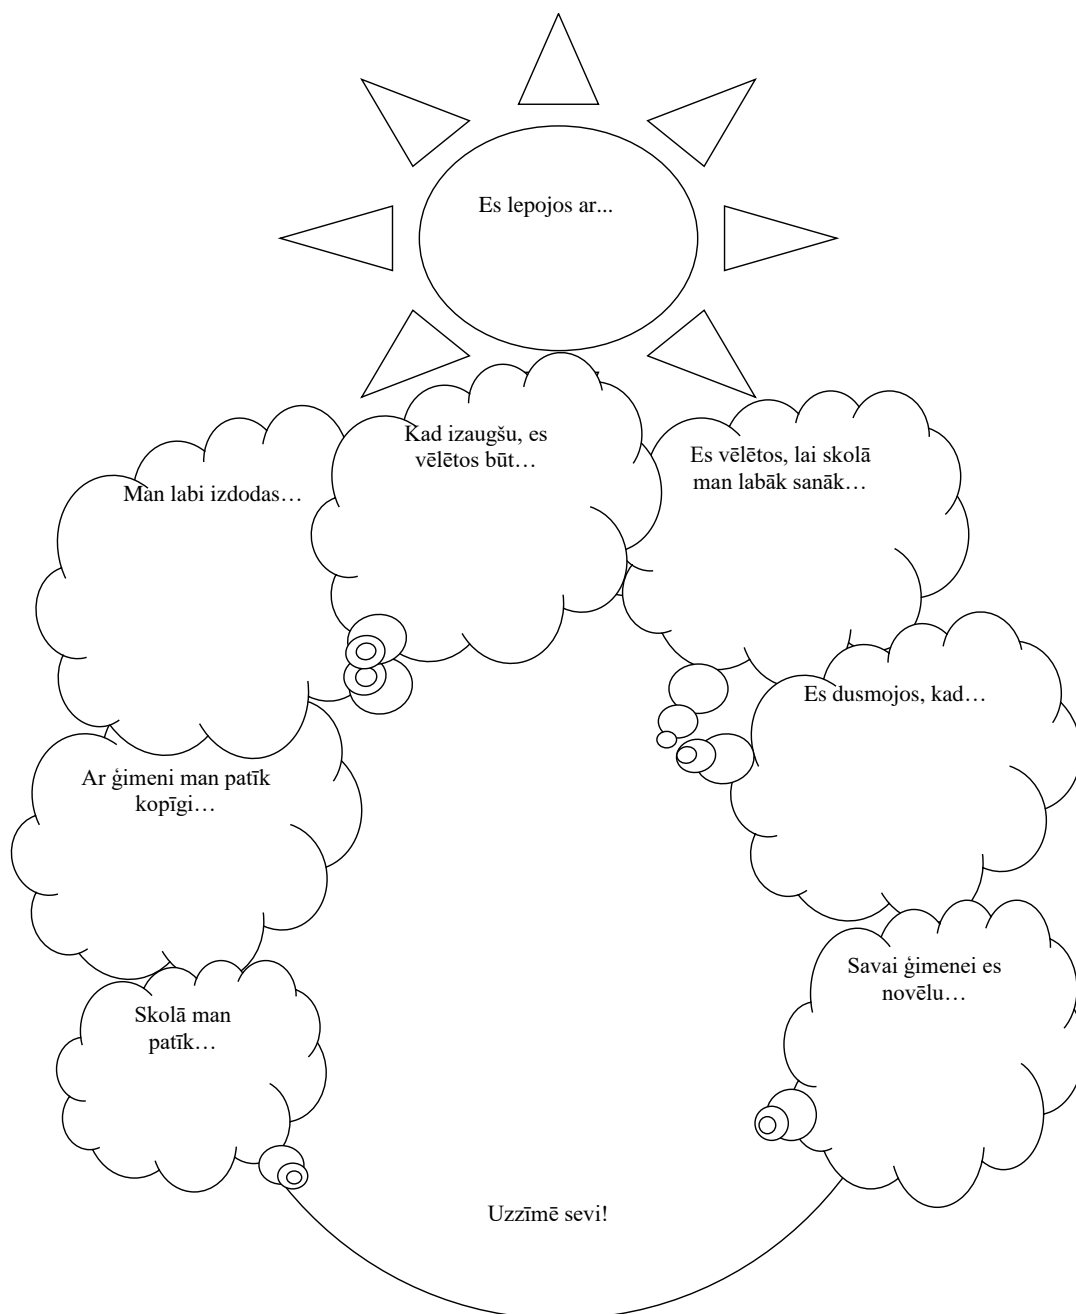 Es lepojos ar...
Kad izaugšu, es
vēlētos būt…
Es vēlētos, lai skolā
man labāk sanāk…
Man labi izdodas…
Es dusmojos, kad…
Ar ģimeni man patīk
kopīgi…
Savai ģimenei es
novēlu…
Skolā man
patīk…
Uzzīmē sevi!